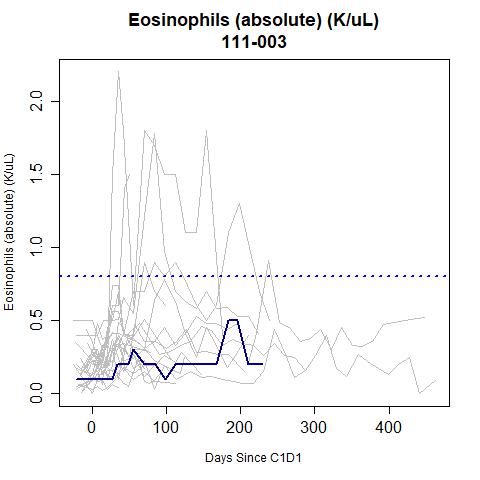 Eosinophils (absolute) (K/uL)
111-003
Eosinophils (absolute) (K/uL)
2.0
1.5
1.0
0.5
0.0
0 100 200 300 400
Days Since C1D1